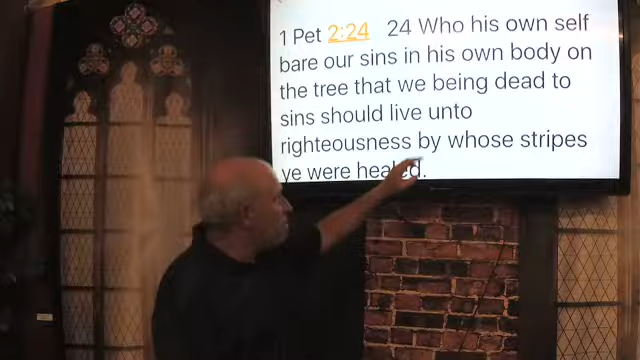 1 Pet 2:24 24 Who his own self
bare our sins in his own body on
the tree that we being dead to
sins should live unto
righteousness by whose stripes
ye were healed.